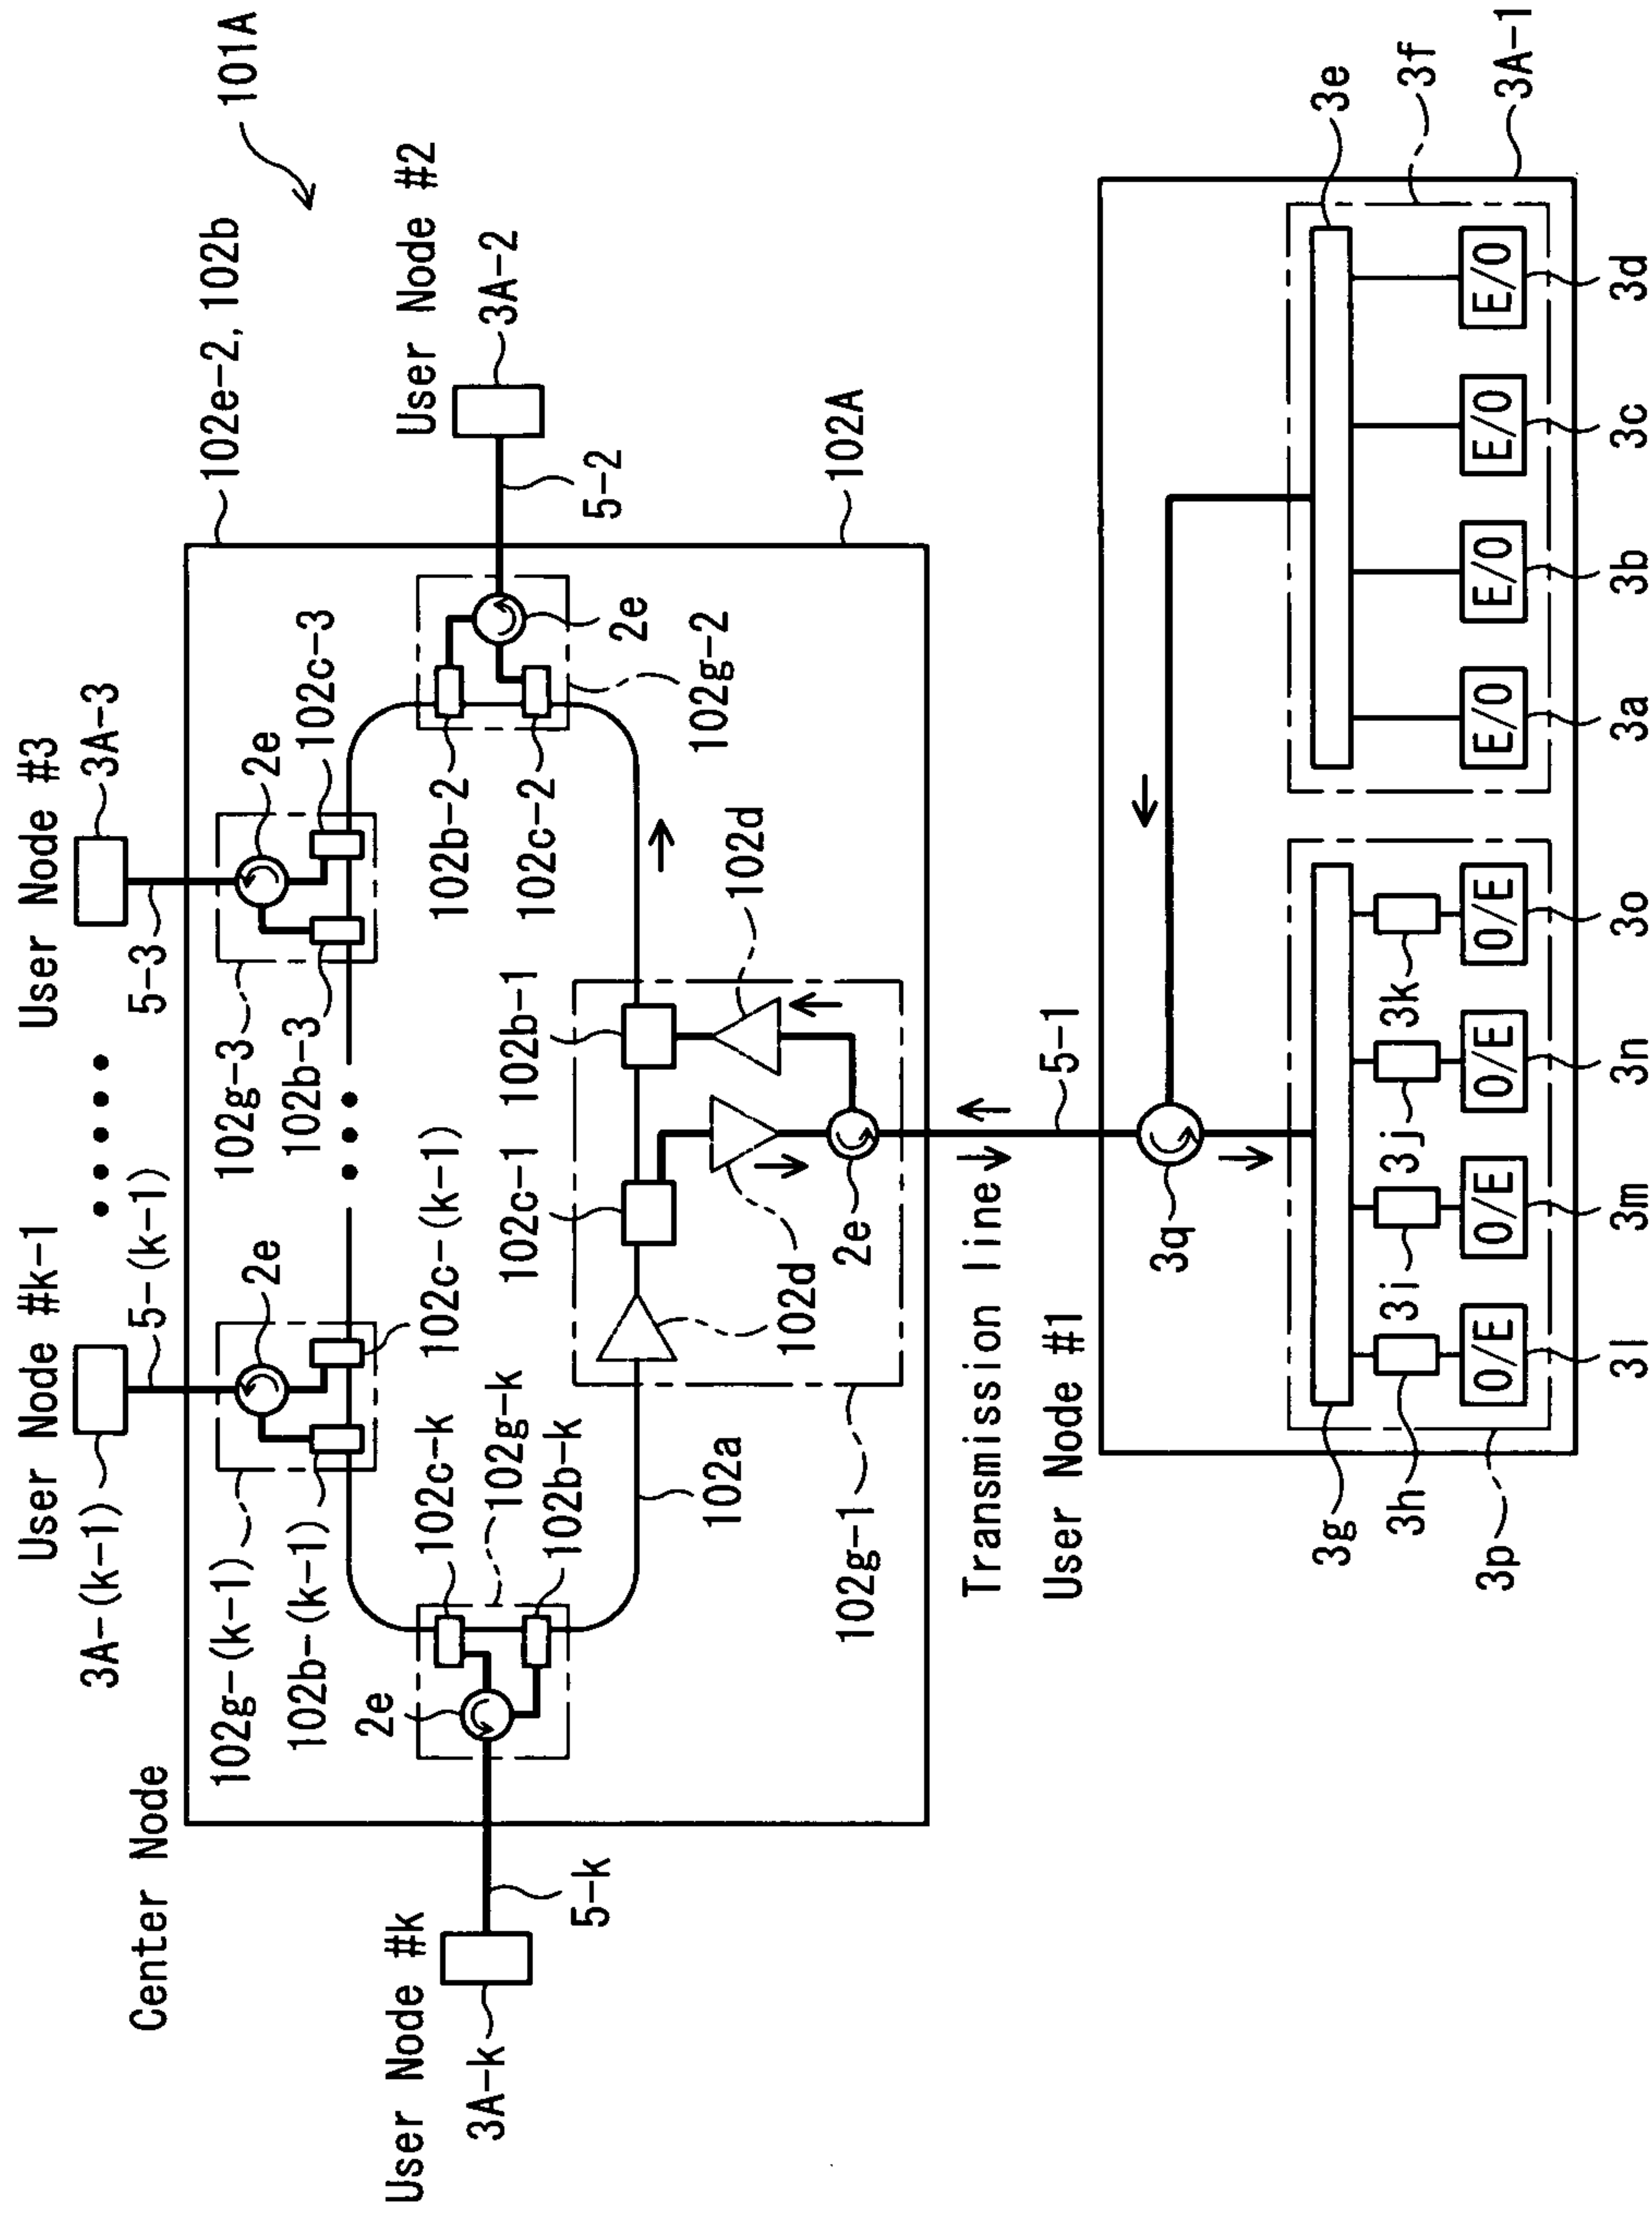 101A
Center Node
User Node #k-1
User Node #3
3A-(k-1)
5-(k-1)
5-3
3A-3
102e-2, 102b
102g-(k-1)
2e
102g-3
2e
102b-(k-1)
102b-3
102c-3
User Node #k
User Node #2
3A-k
5-k
2e
102c-k
102c-(k-1)
102b-2
3A-2
102g-k
102b-k
102c-1
102b-1
102c-2
5-2
2e
102g-2
102a
102d
102d
102g-1
2e
102A
Transmission line
5-1
User Node #1
3q
3g
3e
3h
3i
3j
3k
3f
3p
O/E
O/E
O/E
O/E
E/O
E/O
E/O
E/O
3A-1
3l
3m
3n
3o
3a
3b
3c
3d